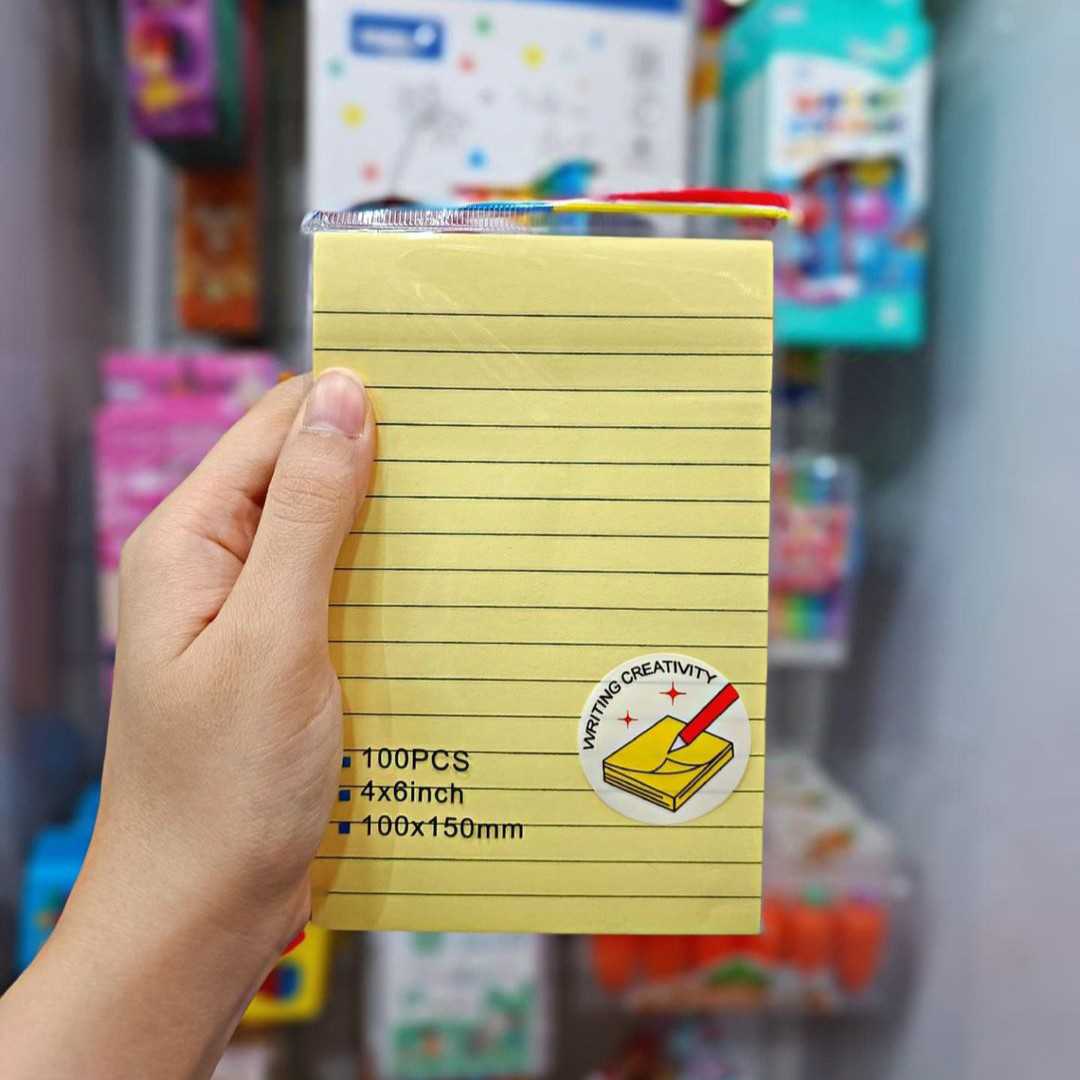 WRITING CREATIVITY
100PCS
4x6inch
100x150mm